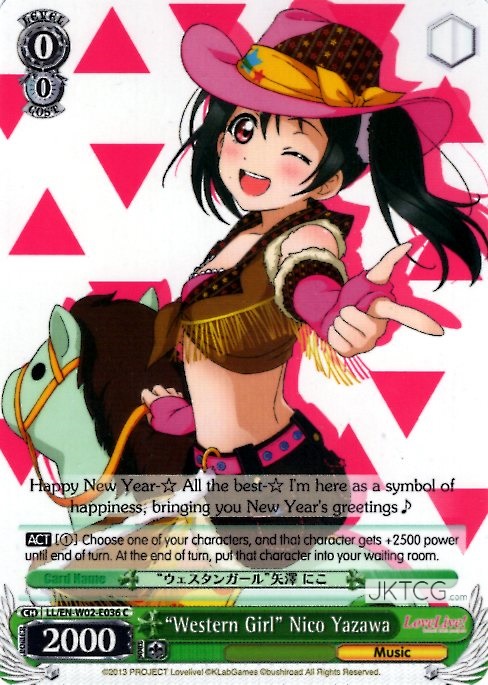 LEVEL
0
0
COST
Happy New Year-☆ All the best-☆ I'm here as a symbol of
happiness, bringing you New Year's greetings♪
ACT [①] Choose one of your characters, and that character gets +2500 power
until end of turn. At the end of turn, put that character into your waiting room.
Card Name
"ウェスタンガール"矢澤 にこ
JKTCG.com
CH LL/EN-W02-E036 C
POWER
2000
"Western Girl" Nico Yazawa
LoveLive!
Music
©2013 PROJECT Lovelive! ©KLabGames ©bushiroad All Rights Reserved.